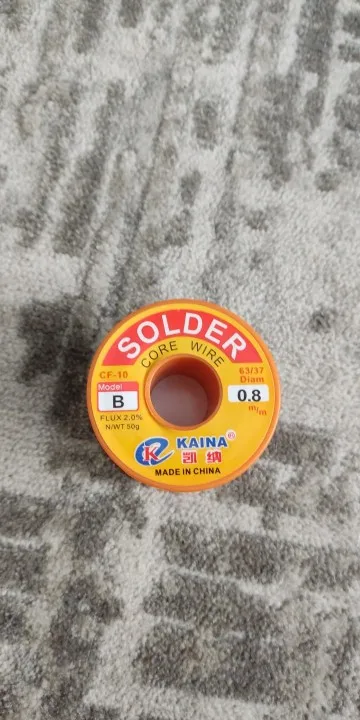 SOLDER
CORE WIRE
CF-10
63/37
Model
Diam
B
0.8
m/m
FLUX 2.0%
N/WT 50g
KAINA®
凯纳
MADE IN CHINA